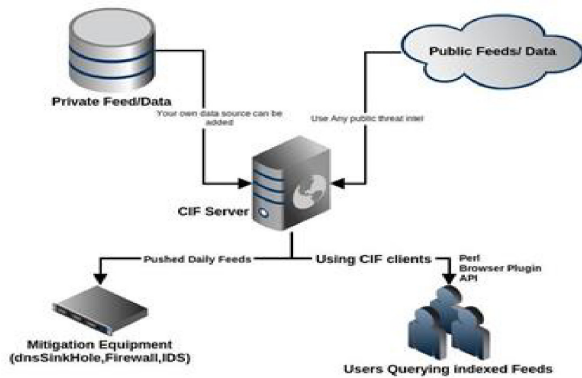 Public Feeds/ Data
Private Feed/Data
Your own data source can be
added
Use Any public threat intel
CIF Server
Pushed Daily Feeds
Using CIF clients
Perl
Browser Plugin
API
Mitigation Equipment
(dnsSinkHole,Firewall,IDS)
Users Querying indexed Feeds